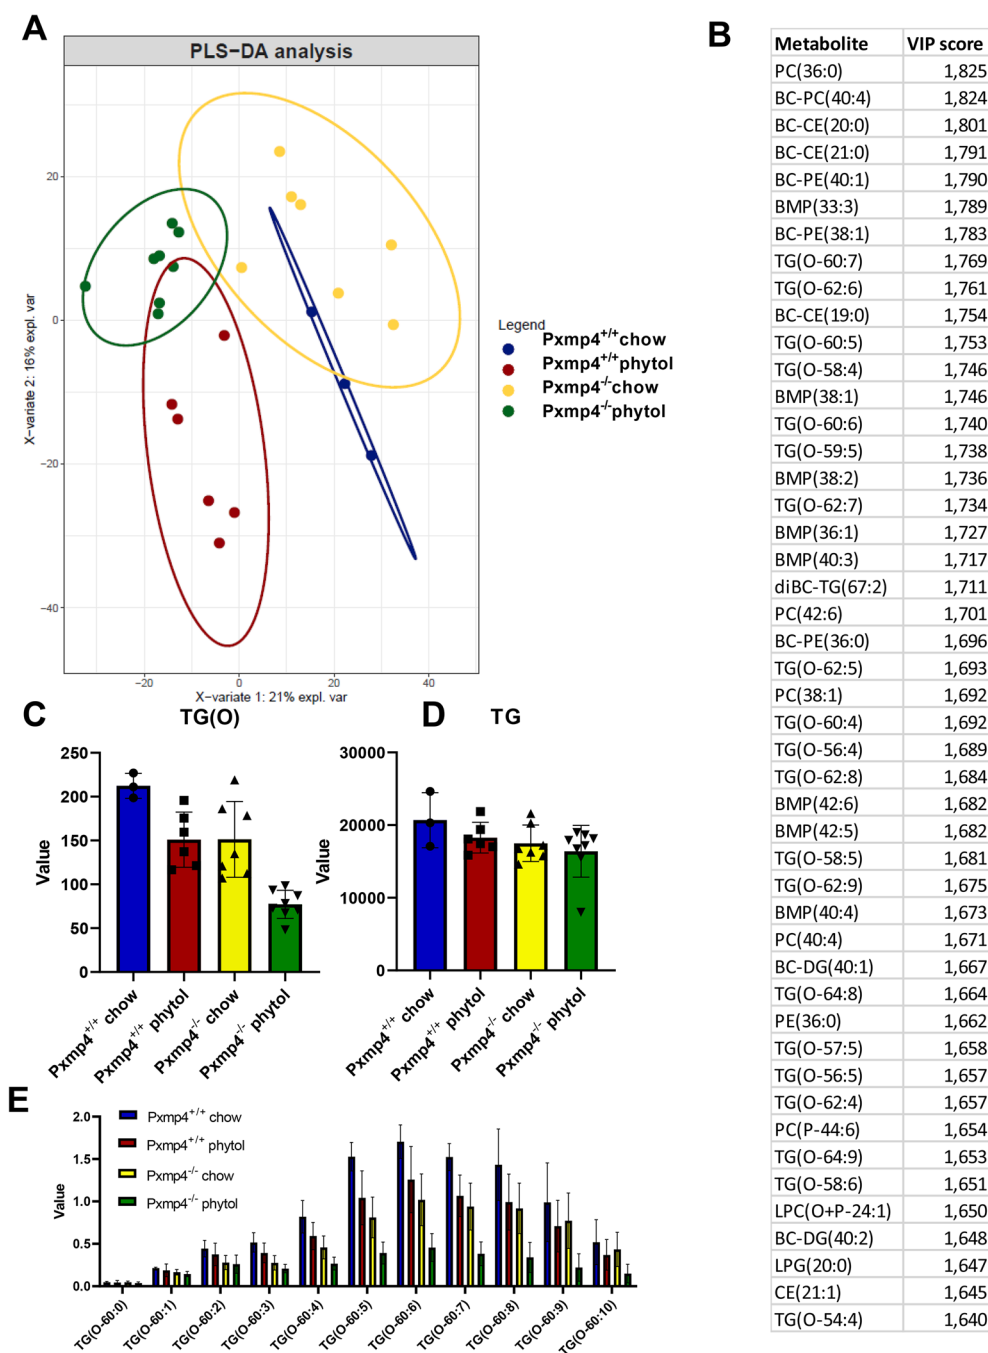 A
PLS−DA analysis
X−variate 2: 16% expl. var
20
0
−20
−40
−20
0
20
40
X−variate 1: 21% expl. var
Legend
Pxmp4+/+chow
Pxmp4+/+phytol
Pxmp4-/-chow
Pxmp4-/-phytol
B
Metabolite VIP score
PC(36:0) 1,825
BC-PC(40:4) 1,824
BC-CE(20:0) 1,801
BC-CE(21:0) 1,791
BC-PE(40:1) 1,790
BMP(33:3) 1,789
BC-PE(38:1) 1,783
TG(O-60:7) 1,769
TG(O-62:6) 1,761
BC-CE(19:0) 1,754
TG(O-60:5) 1,753
TG(O-58:4) 1,746
BMP(38:1) 1,746
TG(O-60:6) 1,740
TG(O-59:5) 1,738
BMP(38:2) 1,736
TG(O-62:7) 1,734
BMP(36:1) 1,727
BMP(40:3) 1,717
diBC-TG(67:2) 1,711
PC(42:6) 1,701
BC-PE(36:0) 1,696
TG(O-62:5) 1,693
PC(38:1) 1,692
TG(O-60:4) 1,692
TG(O-56:4) 1,689
TG(O-62:8) 1,684
BMP(42:6) 1,682
BMP(42:5) 1,682
TG(O-58:5) 1,681
TG(O-62:9) 1,675
BMP(40:4) 1,673
PC(40:4) 1,671
BC-DG(40:1) 1,667
TG(O-64:8) 1,664
PE(36:0) 1,662
TG(O-57:5) 1,658
TG(O-56:5) 1,657
TG(O-62:4) 1,657
PC(P-44:6) 1,654
TG(O-64:9) 1,653
TG(O-58:6) 1,651
LPC(O+P-24:1) 1,650
BC-DG(40:2) 1,648
LPG(20:0) 1,647
CE(21:1) 1,645
TG(O-54:4) 1,640
C
TG(O)
Value
250
200
150
100
50
0
Pxmp4+/+ chow
Pxmp4+/+ phytol
Pxmp4-/- chow
Pxmp4-/- phytol
D
TG
Value
30000
20000
10000
0
Pxmp4+/+ chow
Pxmp4+/+ phytol
Pxmp4-/- chow
Pxmp4-/- phytol
E
Value
2.0
1.5
1.0
0.5
0.0
Pxmp4+/+ chow
Pxmp4+/+ phytol
Pxmp4-/- chow
Pxmp4-/- phytol
TG(O-60:0)
TG(O-60:1)
TG(O-60:2)
TG(O-60:3)
TG(O-60:4)
TG(O-60:5)
TG(O-60:6)
TG(O-60:7)
TG(O-60:8)
TG(O-60:9)
TG(O-60:10)